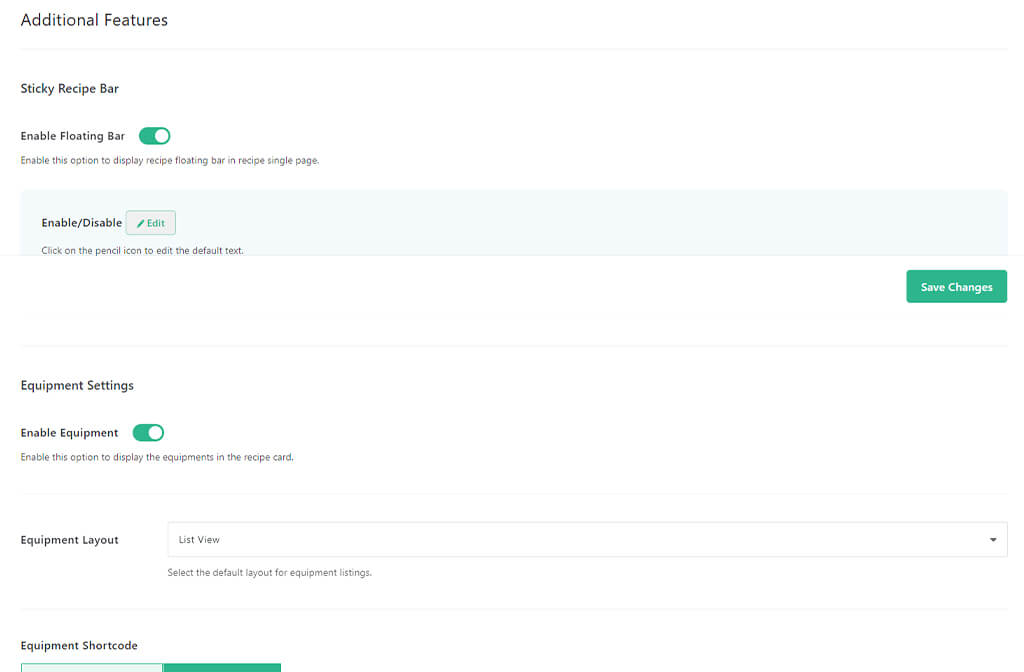 Additional Features
Sticky Recipe Bar
Enable Floating Bar
Enable this option to display recipe floating bar in recipe single page.
Enable/Disable Edit
Click on the pencil icon to edit the default text.
Save Changes
Equipment Settings
Enable Equipment
Enable this option to display the equipments in the recipe card.
Equipment Layout List View
Select the default layout for equipment listings.
Equipment Shortcode